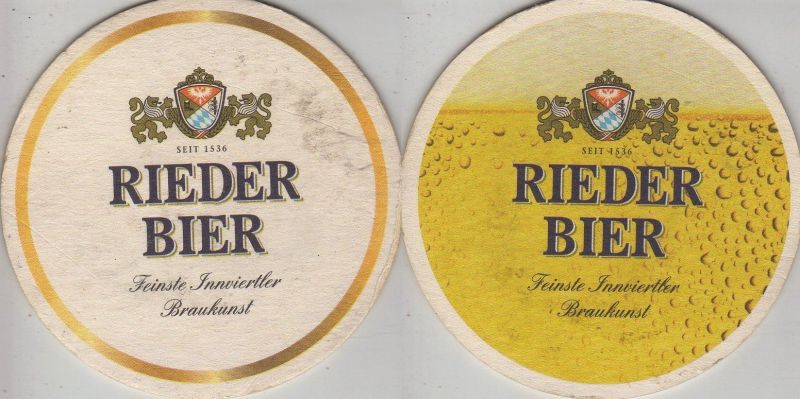 SEIT 1536
RIEDER
BIER
Feinste Innviertler
Braukunst
SEIT 1536
RIEDER
BIER
Feinste Innviertler
Braukunst